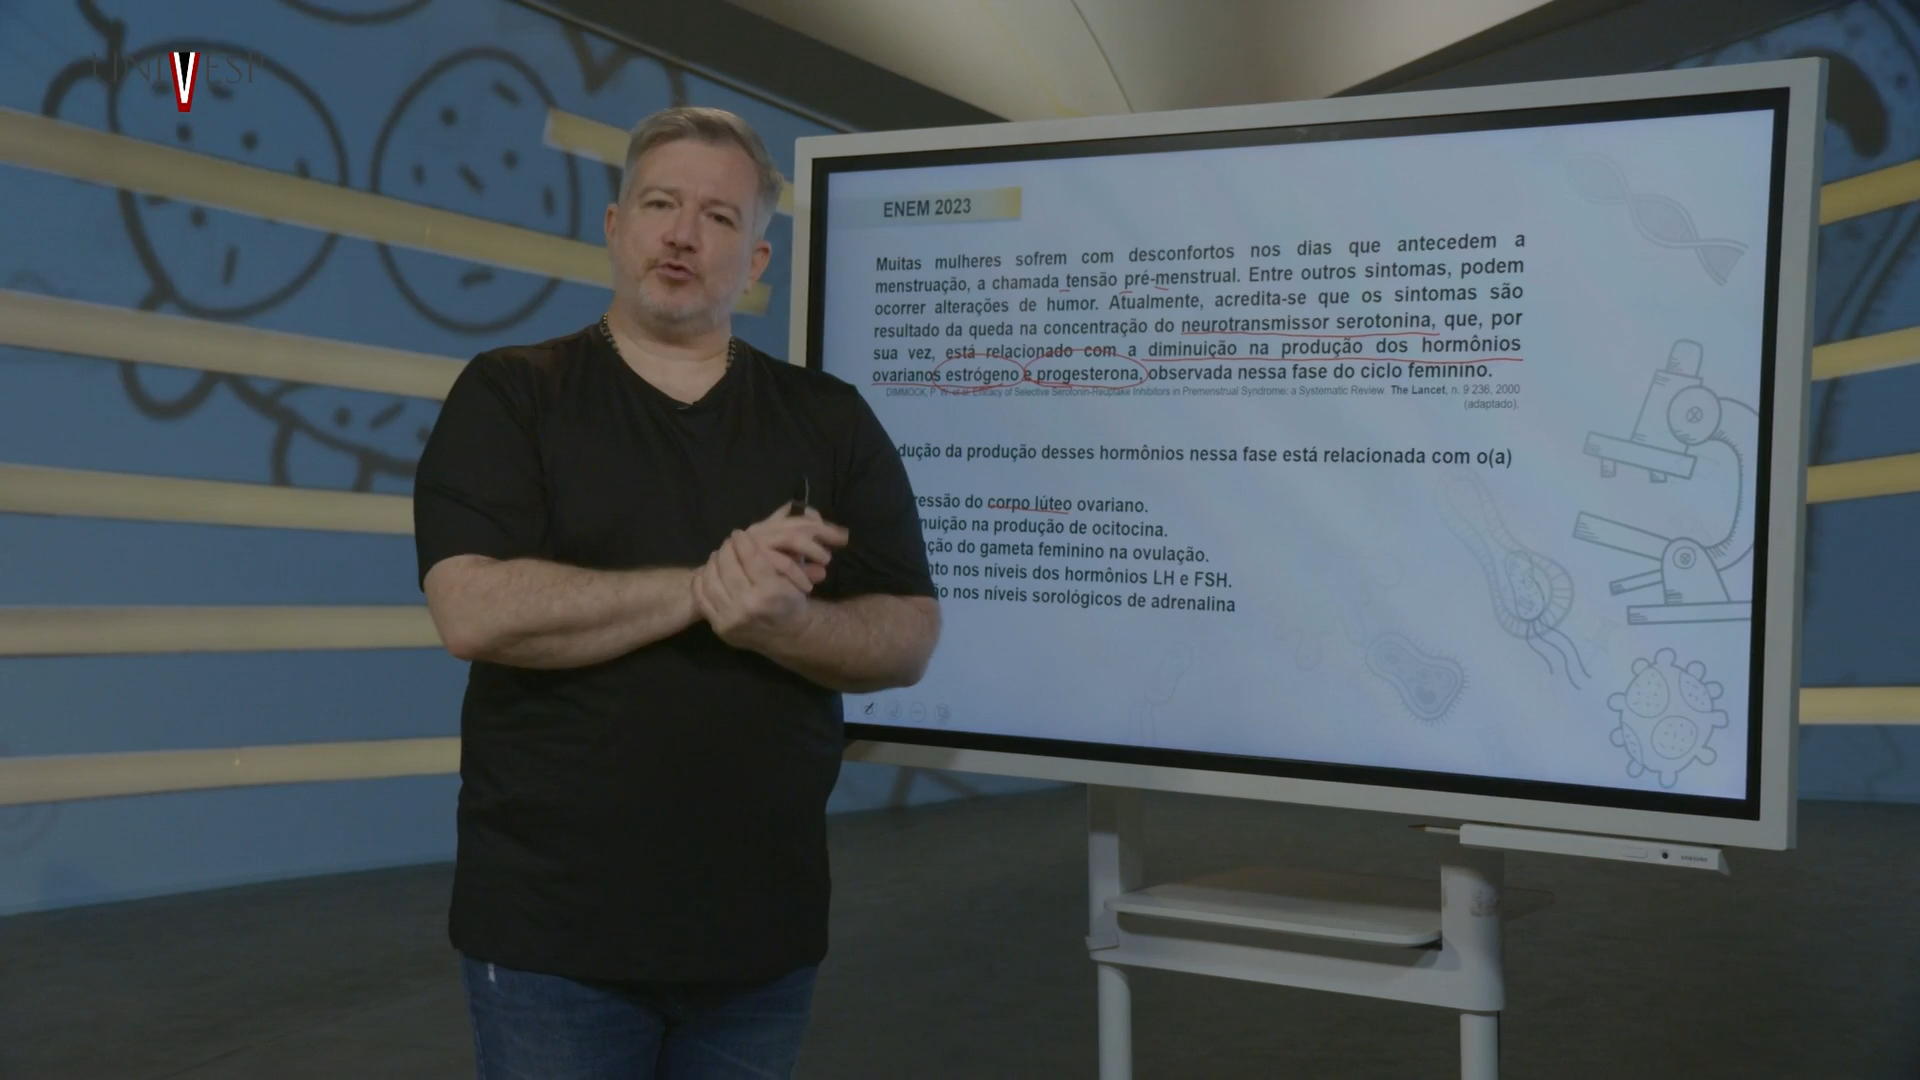 UNIVESP
ENEM 2023
Muitas mulheres sofrem com desconfortos nos dias que antecedem a
menstruação, a chamada tensão pré-menstrual. Entre outros sintomas, podem
ocorrer alterações de humor. Atualmente, acredita-se que os sintomas são
resultado da queda na concentração do neurotransmissor serotonina, que, por
sua vez, está relacionado com a diminuição na produção dos hormônios
ovarianos estrógeno e progesterona, observada nessa fase do ciclo feminino.
DIMMOCK, P. W. et al. Efficacy of Selective Serotonin-Reuptake Inhibitors in Premenstrual Syndrome: a Systematic Review. The Lancet, n. 9 236, 2000
(adaptado).
dução da produção desses hormônios nessa fase está relacionada com o(a)
essão do corpo lúteo ovariano.
nuição na produção de ocitocina.
ção do gameta feminino na ovulação.
nto nos níveis dos hormônios LH e FSH.
o nos níveis sorológicos de adrenalina
SAMSUNG